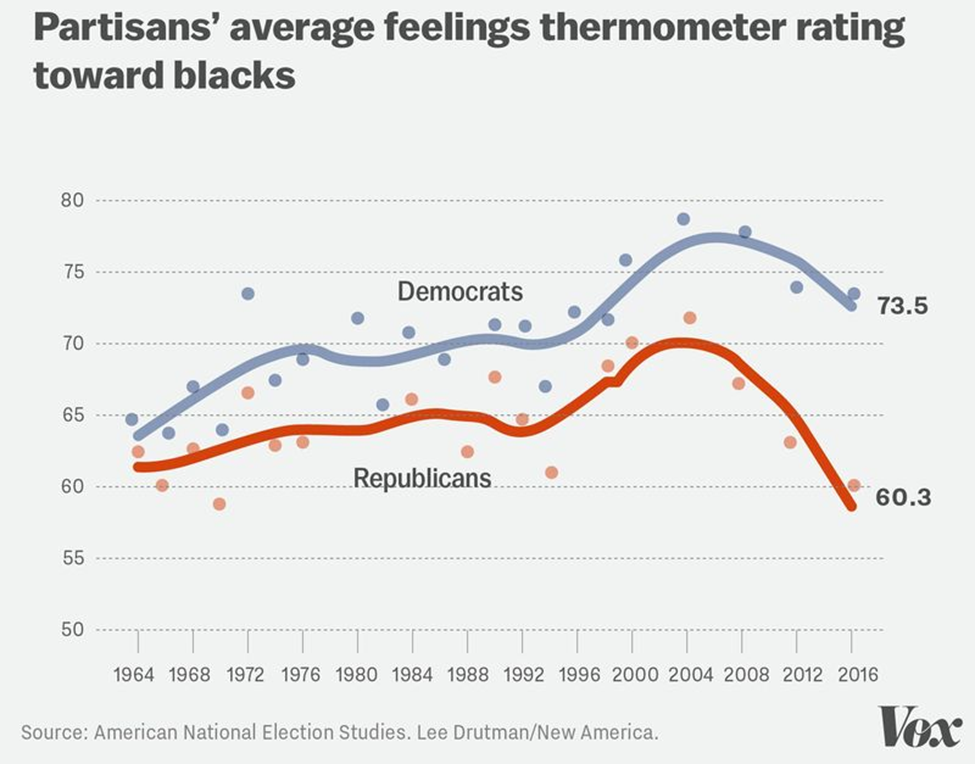 Partisans’ average feelings thermometer rating
toward blacks
80
75
Democrats
73.5
70
65
Republicans
60
60.3
55
50
1964 1968 1972 1976 1980 1984 1988 1992 1996 2000 2004 2008 2012 2016
Source: American National Election Studies. Lee Drutman/New America.
Vox